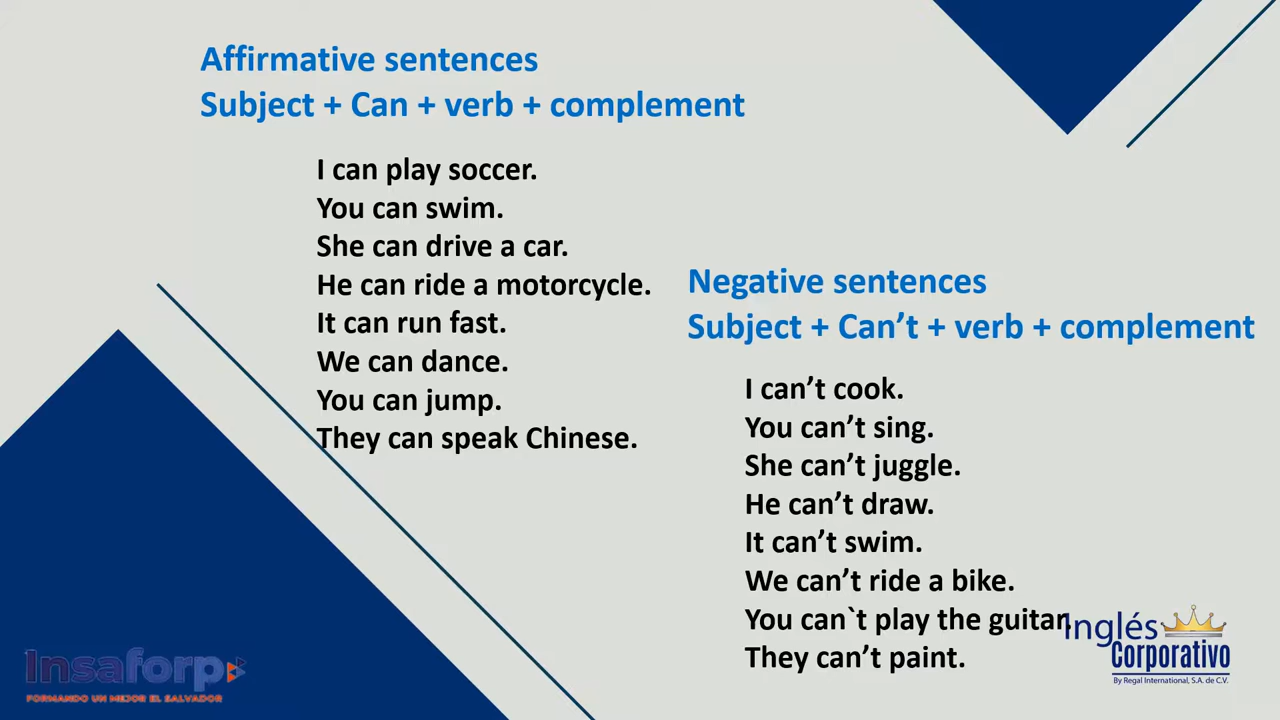 Affirmative sentences
Subject + Can + verb + complement
I can play soccer.
You can swim.
She can drive a car.
He can ride a motorcycle.
It can run fast.
We can dance.
You can jump.
They can speak Chinese.
Negative sentences
Subject + Can’t + verb + complement
I can’t cook.
You can’t sing.
She can’t juggle.
He can’t draw.
It can’t swim.
We can’t ride a bike.
You can`t play the guitar.
They can’t paint.
Insaforp
FORMANDO UN MEJOR EL SALVADOR
Inglés
Corporativo
By Regal International, S.A. de C.V.